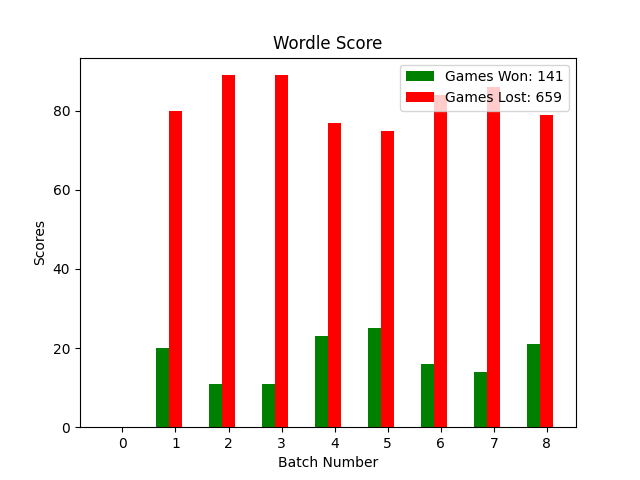 Wordle Score
Games Won: 141
Games Lost: 659
80
60
40
20
0
Scores
0 1 2 3 4 5 6 7 8
Batch Number